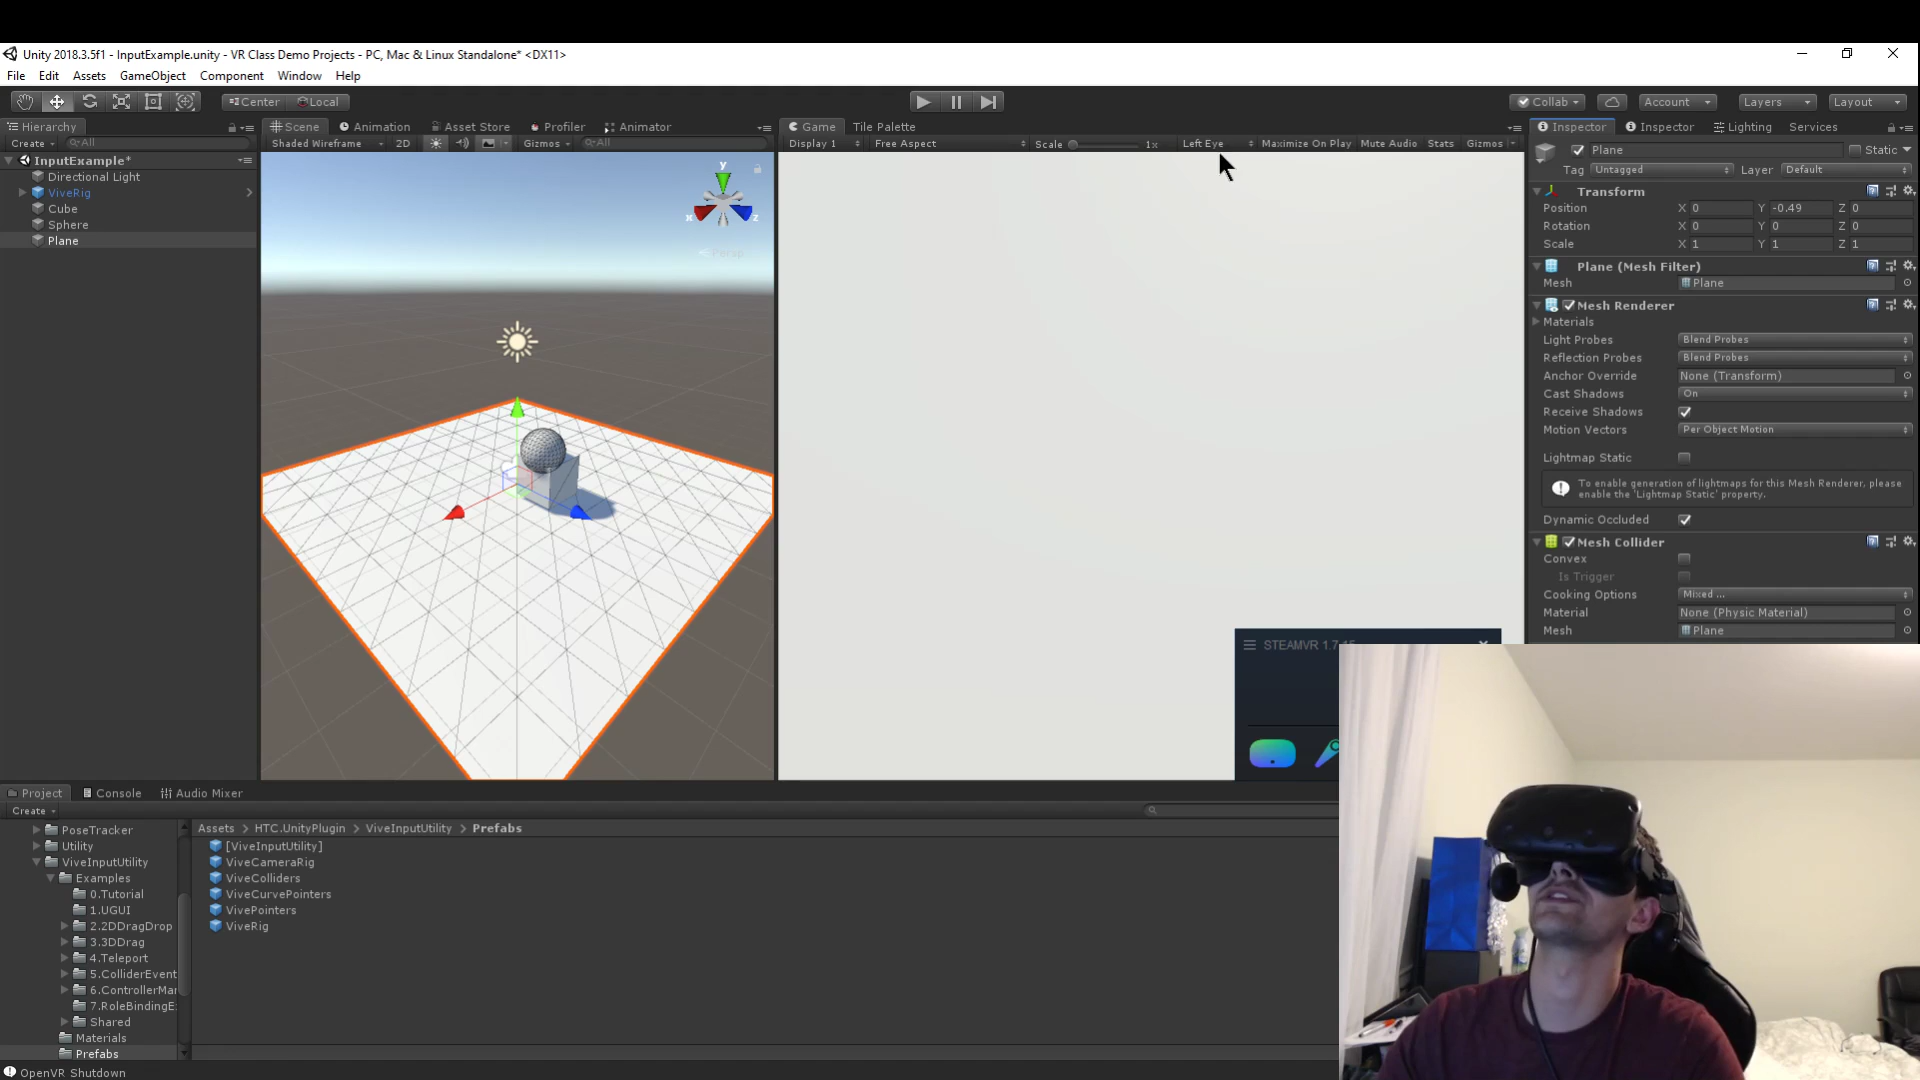 Unity 2018.3.5f1 - InputExample.unity - VR Class Demo Projects - PC, Mac & Linux Standalone* <DX11>
File Edit Assets GameObject Component Window Help
Center Local Collab Account Layers Layout
Hierarchy Scene Animation Asset Store Profiler Animator Game Tile Palette Inspector Inspector Lighting Services
Create All Shaded Wireframe 2D Gizmos All Display 1 Free Aspect Scale 1x Left Eye Maximize On Play Mute Audio Stats Gizmos
InputExample*
Directional Light
ViveRig
Cube
Sphere
Plane
y
x
z
Persp
STEAMVR 1.7.15
Plane Static
Tag Untagged Layer Default
Transform
Position X 0 Y -0.49 Z 0
Rotation X 0 Y 0 Z 0
Scale X 1 Y 1 Z 1
Plane (Mesh Filter)
Mesh Plane
Mesh Renderer
Materials
Light Probes Blend Probes
Reflection Probes Blend Probes
Anchor Override None (Transform)
Cast Shadows On
Receive Shadows
Motion Vectors Per Object Motion
Lightmap Static
To enable generation of lightmaps for this Mesh Renderer, please
enable the 'Lightmap Static' property.
Dynamic Occluded
Mesh Collider
Convex
Is Trigger
Cooking Options Mixed ...
Material None (Physic Material)
Mesh Plane
Project Console Audio Mixer
Create
PoseTracker
Utility
ViveInputUtility
Examples
0.Tutorial
1.UGUI
2.2DDragDrop
3.3DDrag
4.Teleport
5.ColliderEvent
6.ControllerMar
7.RoleBindingE
Shared
Materials
Prefabs
Assets > HTC.UnityPlugin > ViveInputUtility > Prefabs
[ViveInputUtility]
ViveCameraRig
ViveColliders
ViveCurvePointers
VivePointers
ViveRig
OpenVR Shutdown